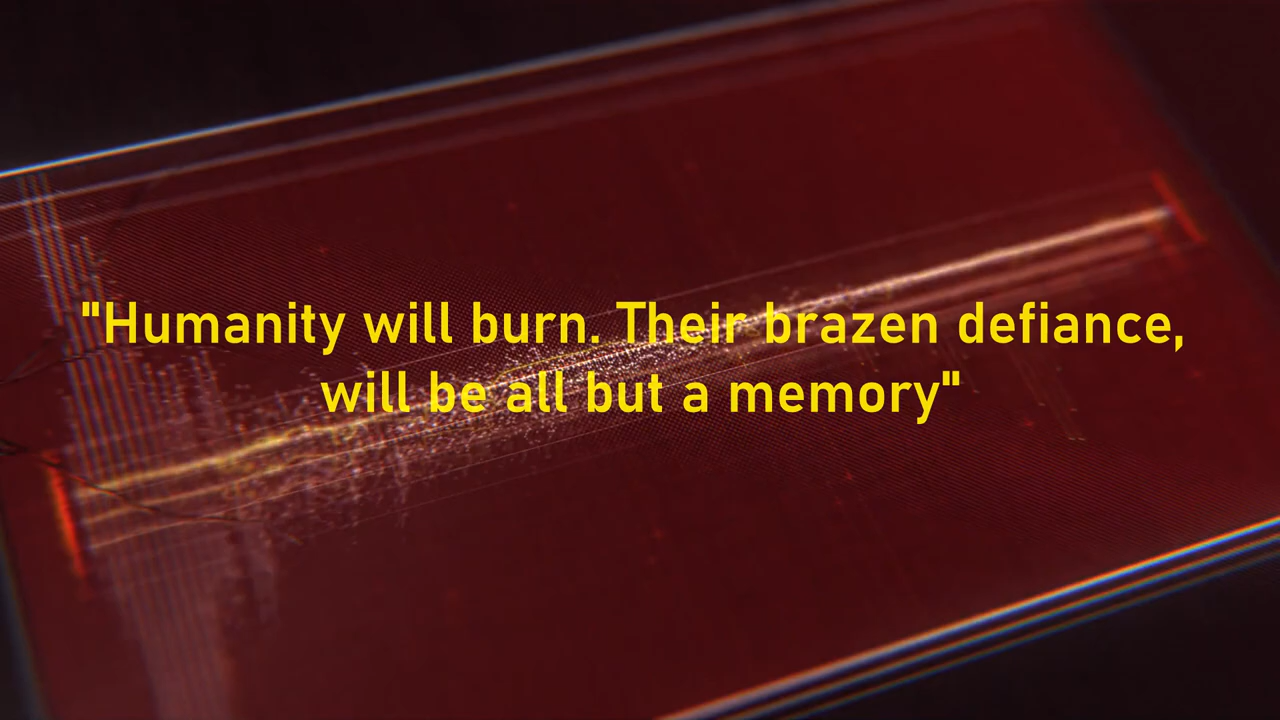 "Humanity will burn. Their brazen defiance,
will be all but a memory"